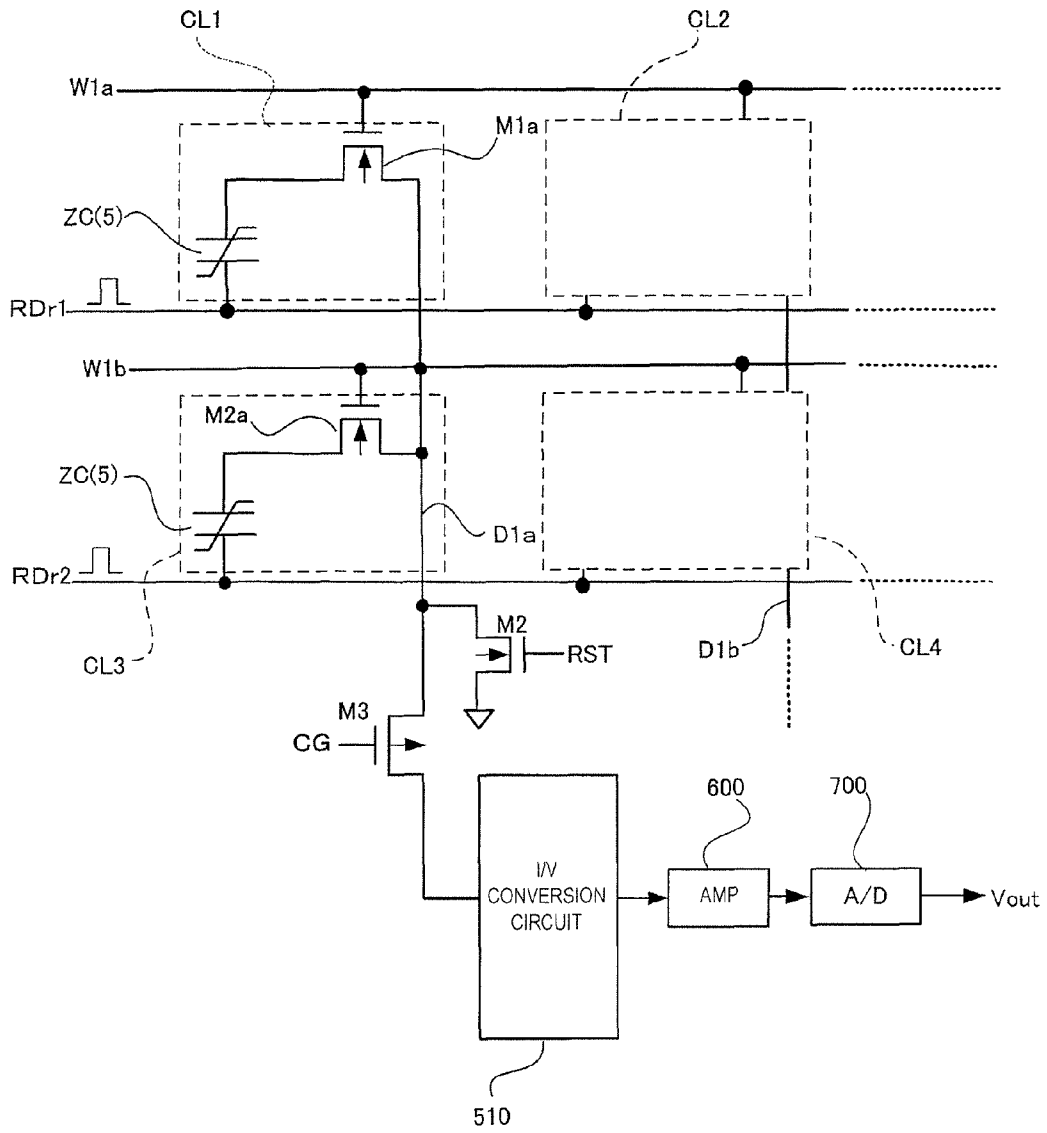 CL1
CL2
W1a
M1a
ZC(5)
RDr1
W1b
M2a
ZC(5)
D1a
RDr2
CL3
M2
RST
D1b
CL4
M3
CG
600
700
I/V
CONVERSION
CIRCUIT
AMP
A/D
Vout
510